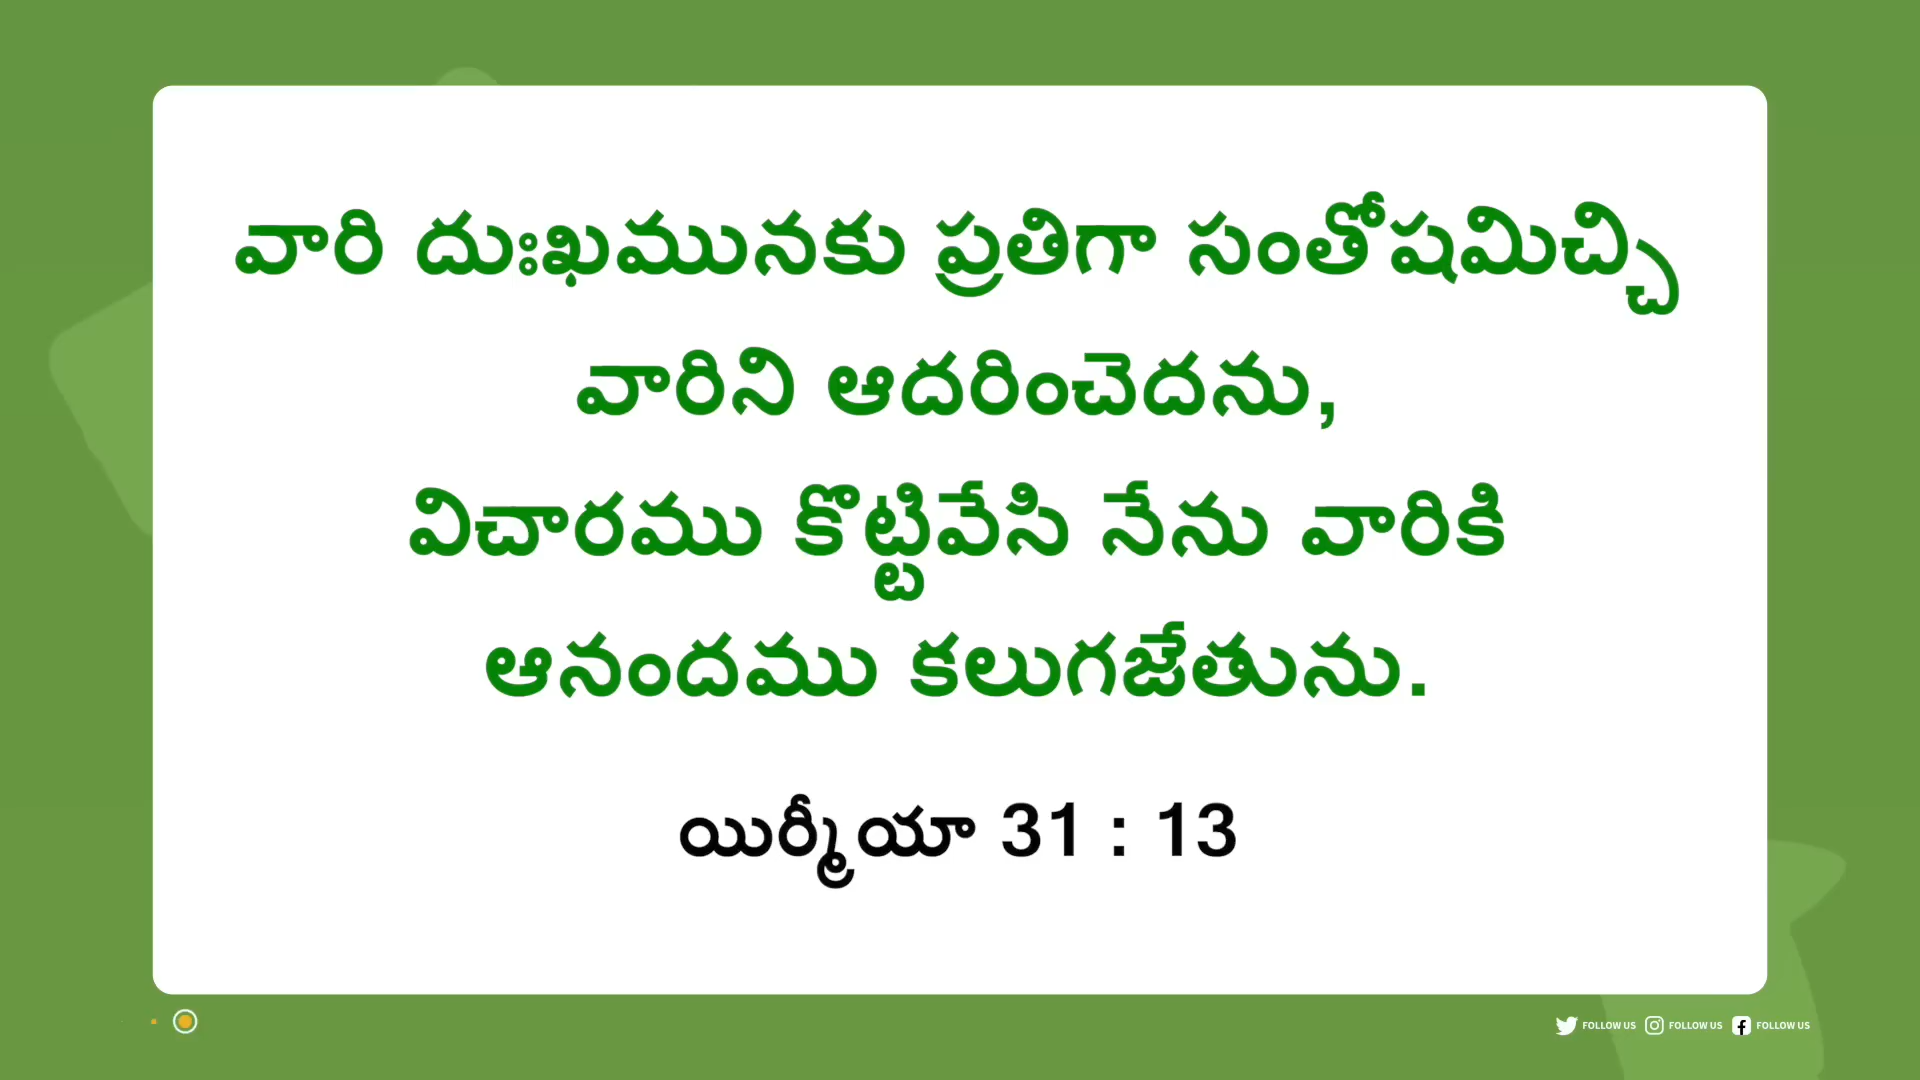 వారి దుఃఖమునకు ప్రతిగా సంతోషమిచ్చి
వారిని ఆదరించెదను,
విచారము కొట్టివేసి నేను వారికి
ఆనందము కలుగజేతును.
యిర్మీయా 31 : 13
FOLLOW US FOLLOW US FOLLOW US